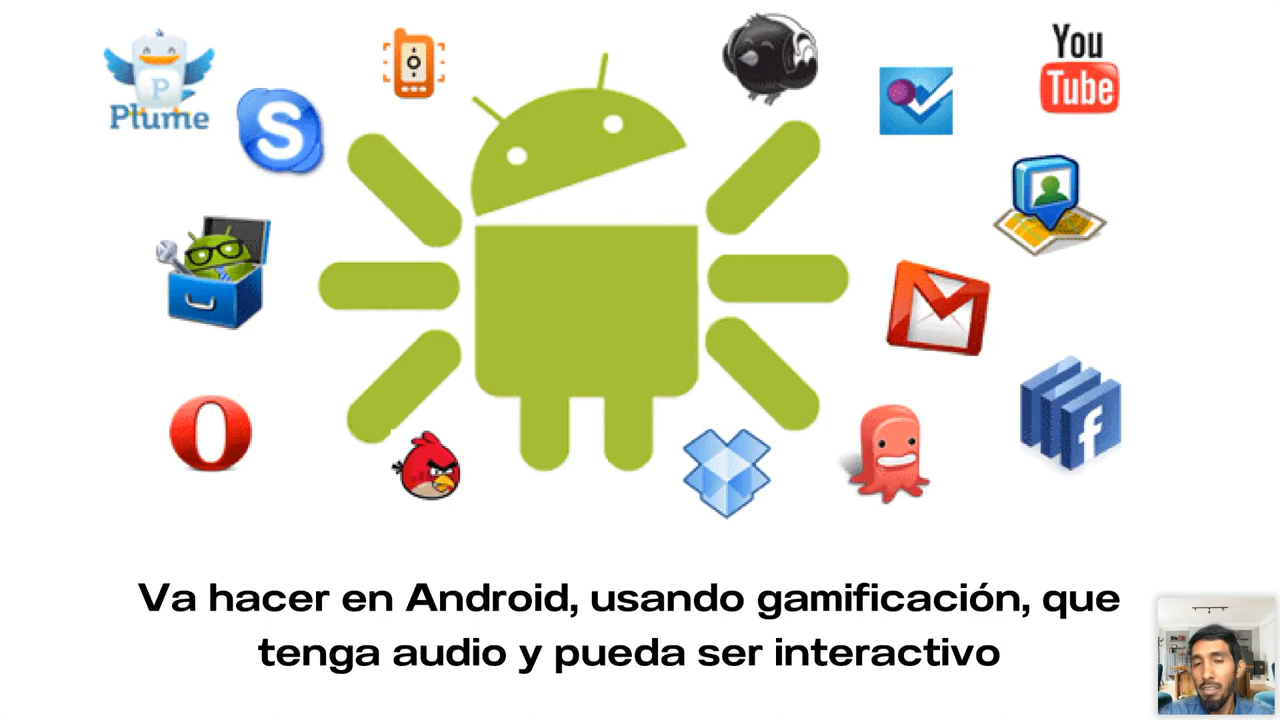 You
Tube
P
Plume
S
Va hacer en Android, usando gamificación, que
tenga audio y pueda ser interactivo